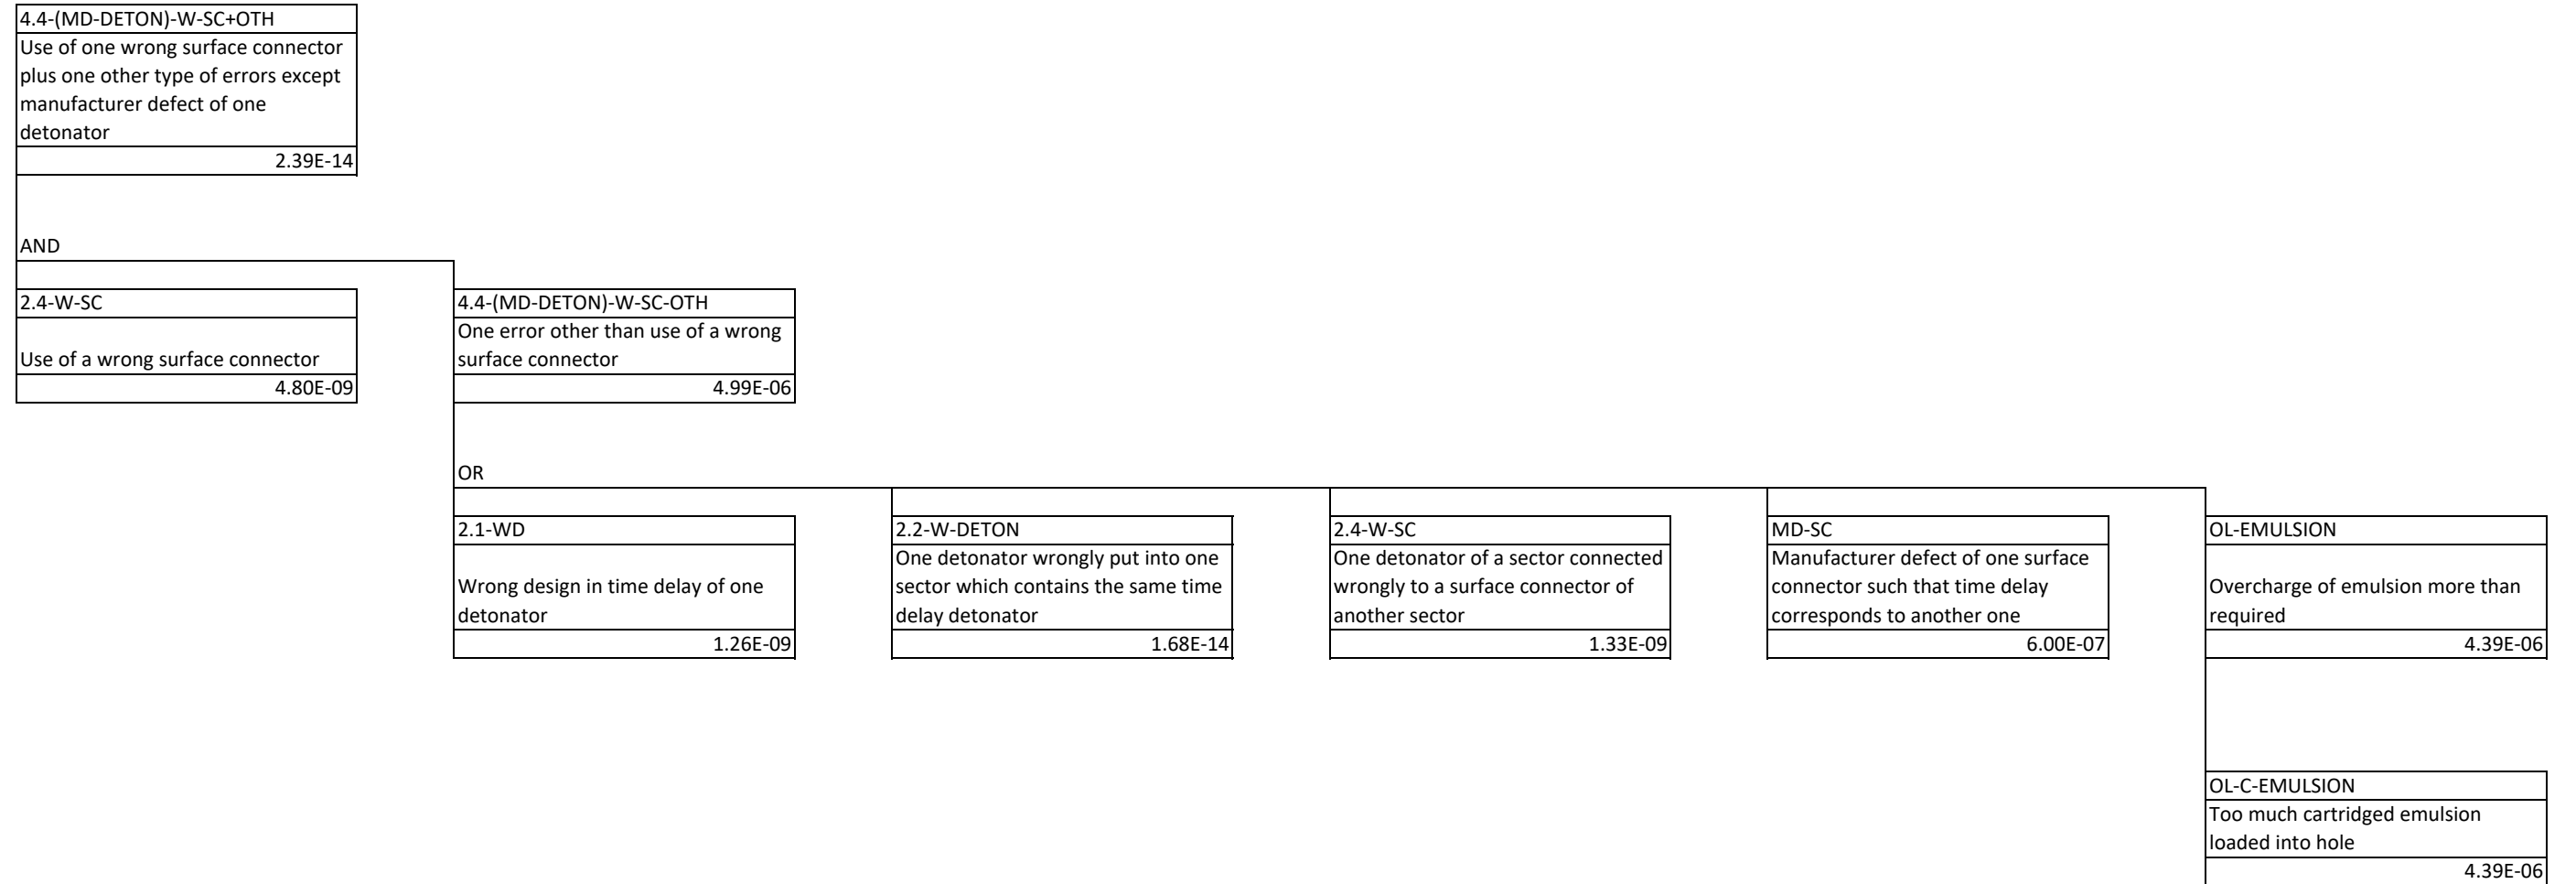 4.4-(MD-DETON)-W-SC+OTH
Use of one wrong surface connector
plus one other type of errors except
manufacturer defect of one
detonator
2.39E-14
AND
2.4-W-SC
Use of a wrong surface connector
4.80E-09
4.4-(MD-DETON)-W-SC-OTH
One error other than use of a wrong
surface connector
4.99E-06
OR
2.1-WD
Wrong design in time delay of one
detonator
1.26E-09
2.2-W-DETON
One detonator wrongly put into one
sector which contains the same time
delay detonator
1.68E-14
2.4-W-SC
One detonator of a sector connected
wrongly to a surface connector of
another sector
1.33E-09
MD-SC
Manufacturer defect of one surface
connector such that time delay
corresponds to another one
6.00E-07
OL-EMULSION
Overcharge of emulsion more than
required
4.39E-06
OL-C-EMULSION
Too much cartridged emulsion
loaded into hole
4.39E-06